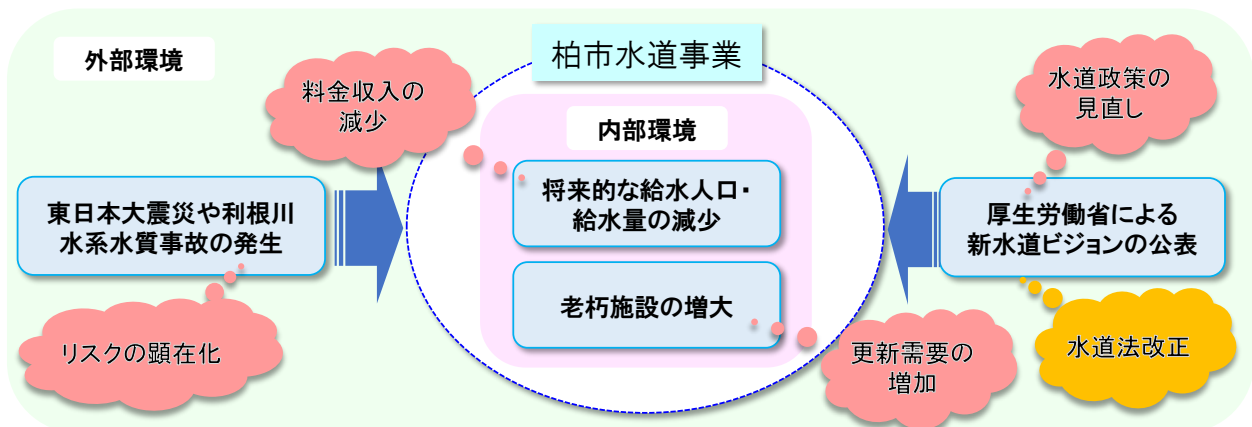 外部環境
柏市水道事業
料金収入の
減少
水道政策の
見直し
内部環境
東日本大震災や利根川
水系水質事故の発生
将来的な給水人口・
給水量の減少
厚生労働省による
新水道ビジョンの公表
老朽施設の増大
リスクの顕在化
更新需要の
増加
水道法改正